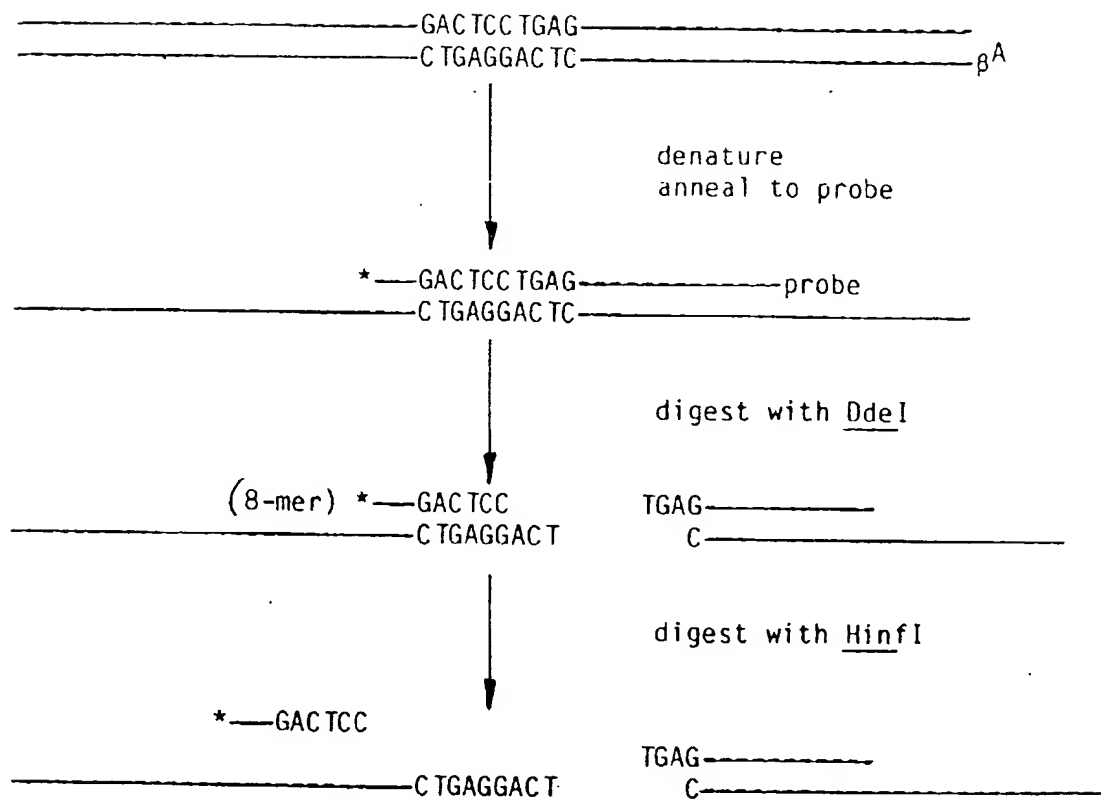 GACTCCTGAG
CTGAGGACTC βA
denature
anneal to probe
* GACTCCTGAG probe
CTGAGGACTC
digest with DdeI
(8-mer) * GACTCC TGAG
CTGAGGACT C
digest with HinfI
* GACTCC
TGAG
CTGAGGACT C